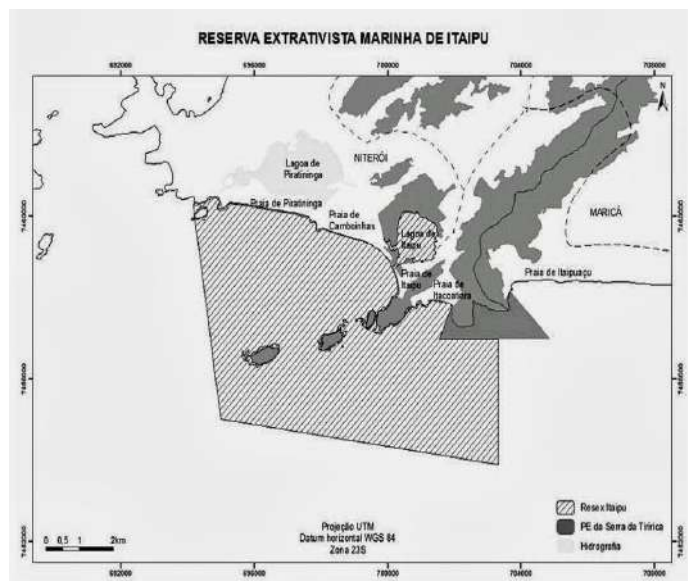 RESERVA EXTRATIVISTA MARINHA DE ITAIPU
700000
704000
N
NITERÓI
Lagoa de
Piratininga
Praia de Piratininga
Praia de
Camboinhas
Lagoa de
Itaipu
MARICÁ
Praia de
Itaipu
Praia de
Itacoatiara
Praia de Itaipuaçu
Resex Itaipu
PE da Serra da Tiririca
Hidrografia
0 0,5 1 2km
Projeção UTM
Datum horizontal WGS 84
Zona 23S